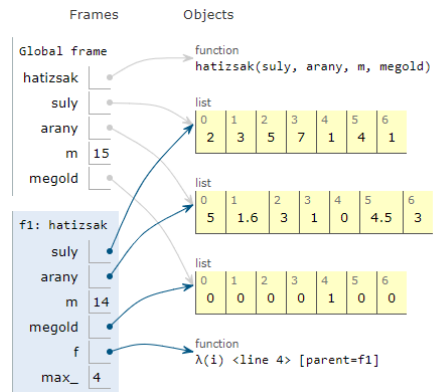 Frames Objects
Global frame
hatizsak
suly
arany
m 15
megold
f1: hatizsak
suly
arany
m 14
megold
f
max_ 4
function
hatizsak(suly, arany, m, megold)
list
0 1 2 3 4 5 6
2 3 5 7 1 4 1
list
0 1 2 3 4 5 6
5 1.6 3 1 0 4.5 3
list
0 1 2 3 4 5 6
0 0 0 0 1 0 0
function
λ(i) <line 4> [parent=f1]